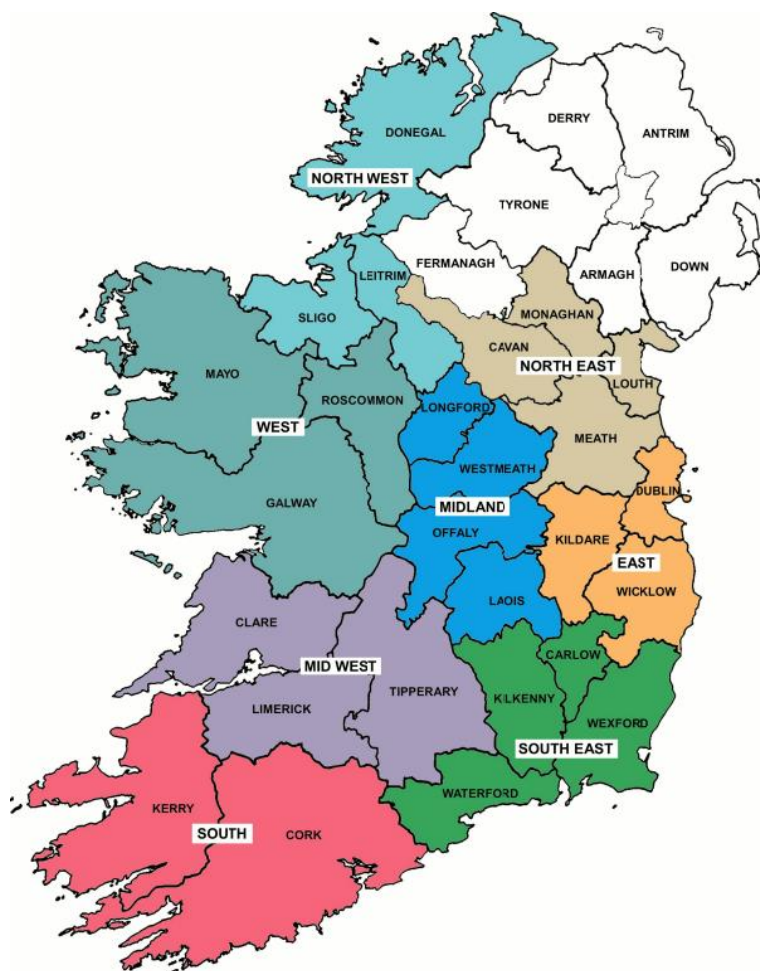 DERRY
DONEGAL
ANTRIM
NORTH WEST
TYRONE
FERMANAGH
LEITRIM
ARMAGH
DOWN
MONAGHAN
SLIGO
CAVAN
NORTH EAST
MAYO
LOUTH
ROSCOMMON
LONGFORD
WEST
MEATH
WESTMEATH
DUBLIN
GALWAY
MIDLAND
OFFALY
KILDARE
EAST
WICKLOW
LAOIS
CLARE
CARLOW
MID WEST
TIPPERARY
KILKENNY
LIMERICK
WEXFORD
SOUTH EAST
WATERFORD
KERRY
SOUTH
CORK